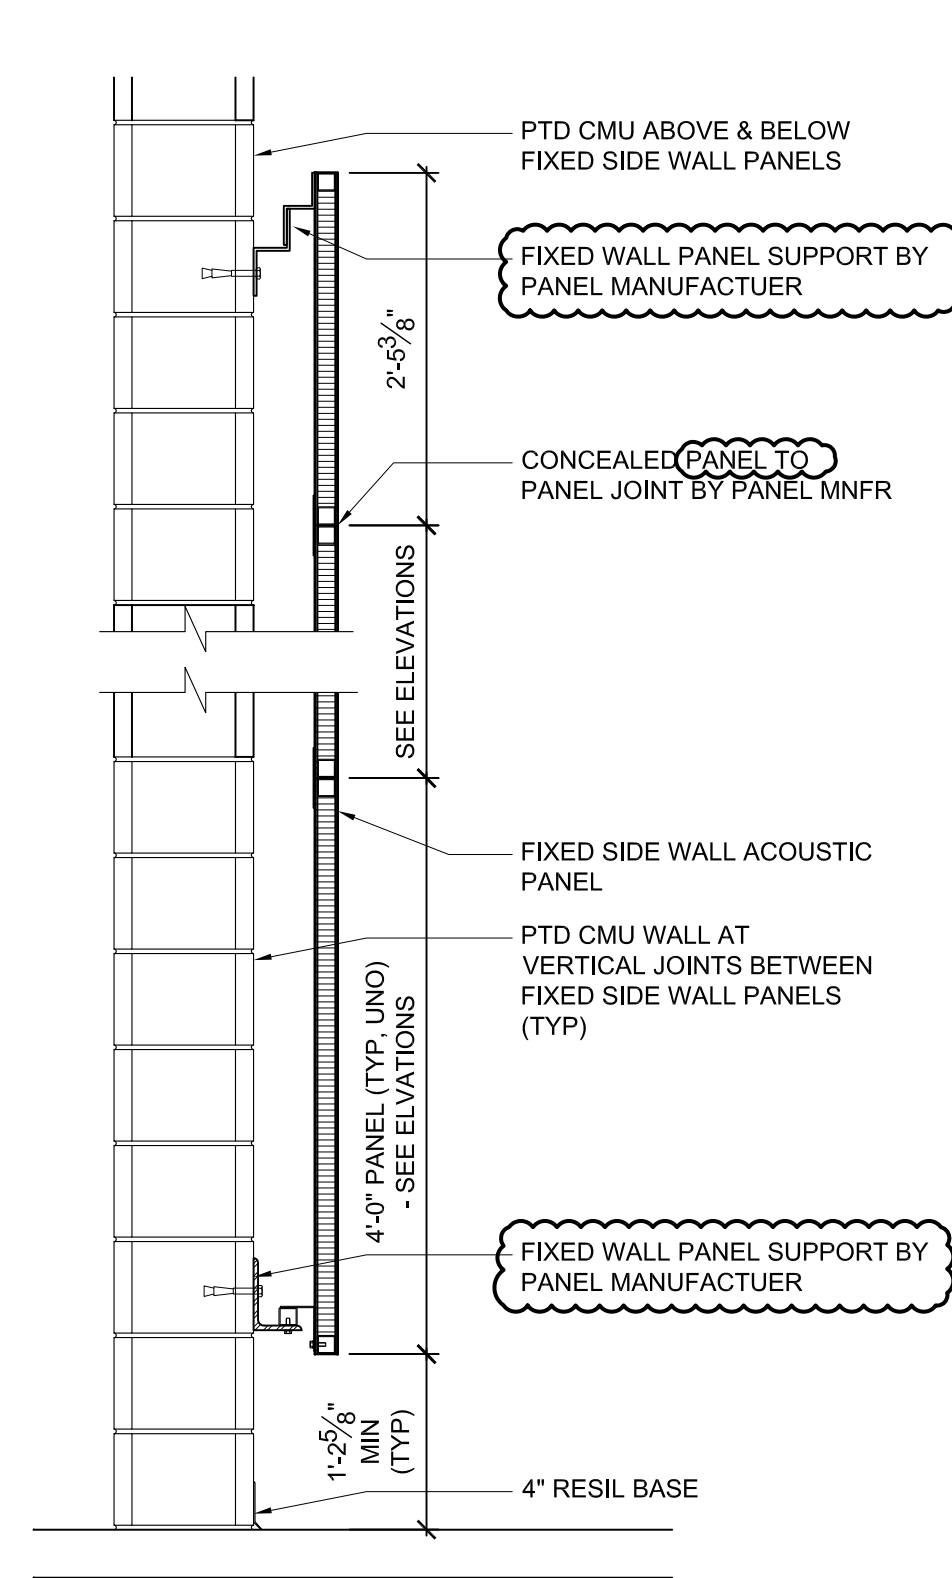 PTD CMU ABOVE & BELOW
FIXED SIDE WALL PANELS
FIXED WALL PANEL SUPPORT BY
PANEL MANUFACTUER
2'-5 3/8"
CONCEALED PANEL TO
PANEL JOINT BY PANEL MNFR
SEE ELEVATIONS
FIXED SIDE WALL ACOUSTIC
PANEL
PTD CMU WALL AT
VERTICAL JOINTS BETWEEN
FIXED SIDE WALL PANELS
(TYP)
4'-0" PANEL (TYP, UNO)
- SEE ELVATIONS
FIXED WALL PANEL SUPPORT BY
PANEL MANUFACTUER
1'-2 5/8"
MIN
(TYP)
4" RESIL BASE